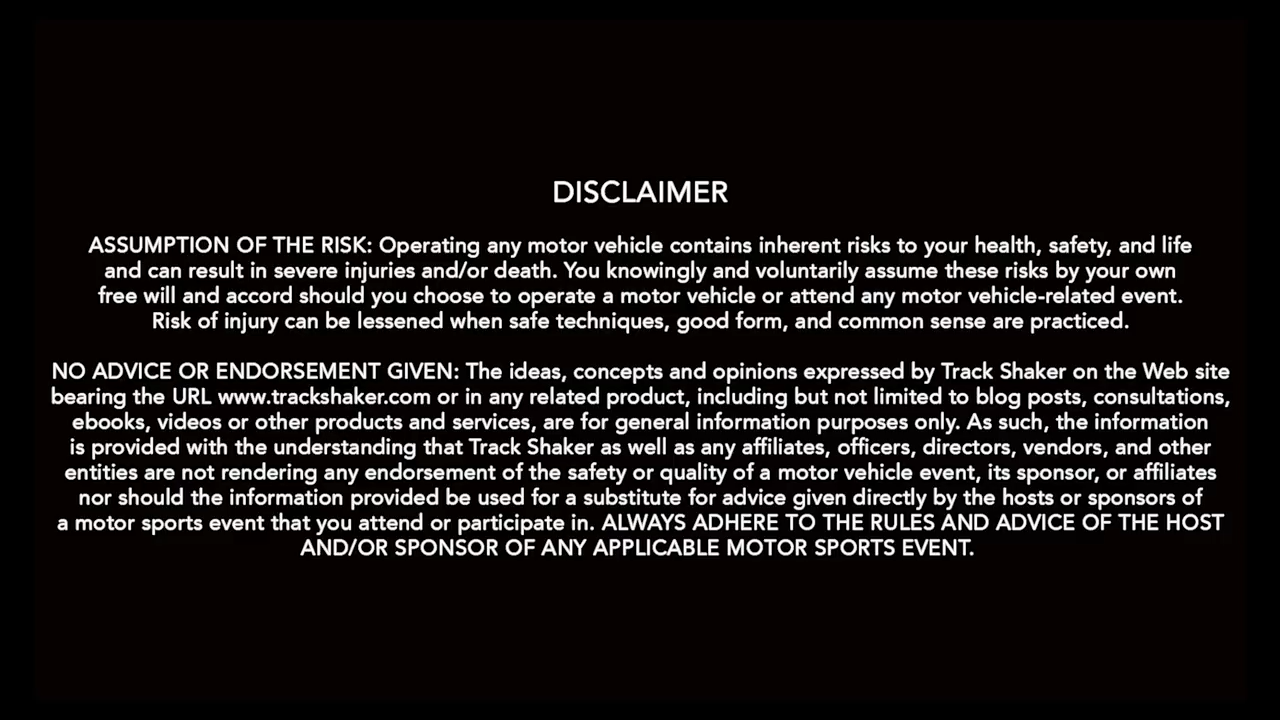 DISCLAIMER
ASSUMPTION OF THE RISK: Operating any motor vehicle contains inherent risks to your health, safety, and life
and can result in severe injuries and/or death. You knowingly and voluntarily assume these risks by your own
free will and accord should you choose to operate a motor vehicle or attend any motor vehicle-related event.
Risk of injury can be lessened when safe techniques, good form, and common sense are practiced.
NO ADVICE OR ENDORSEMENT GIVEN: The ideas, concepts and opinions expressed by Track Shaker on the Web site
bearing the URL www.trackshaker.com or in any related product, including but not limited to blog posts, consultations,
ebooks, videos or other products and services, are for general information purposes only. As such, the information
is provided with the understanding that Track Shaker as well as any affiliates, officers, directors, vendors, and other
entities are not rendering any endorsement of the safety or quality of a motor vehicle event, its sponsor, or affiliates
nor should the information provided be used for a substitute for advice given directly by the hosts or sponsors of
a motor sports event that you attend or participate in. ALWAYS ADHERE TO THE RULES AND ADVICE OF THE HOST
AND/OR SPONSOR OF ANY APPLICABLE MOTOR SPORTS EVENT.